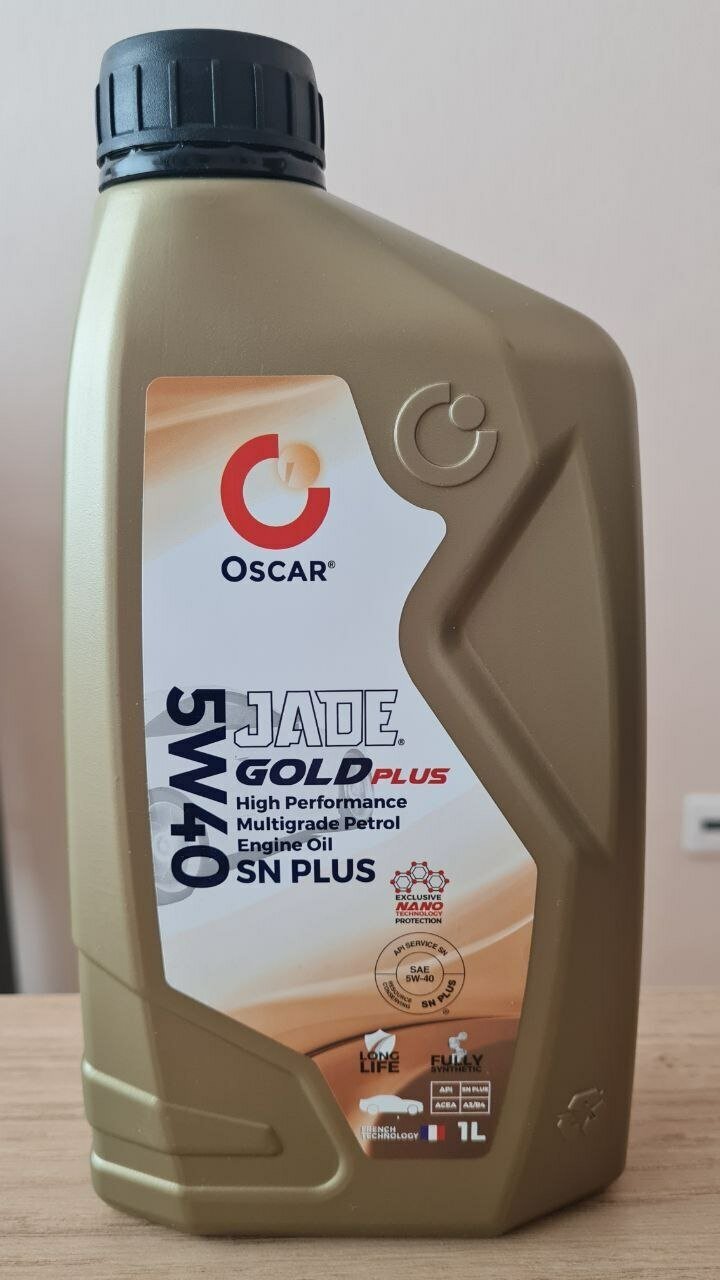 OSCAR®
5W40
JADE®
GOLD PLUS
High Performance
Multigrade Petrol
Engine Oil
SN PLUS
EXCLUSIVE
NANO
TECHNOLOGY
PROTECTION
API SERVICE SN
SAE
5W-40
RESOURCE
CONSERVING
SN PLUS
®
LONG
LIFE
FULLY
SYNTHETIC
API SN PLUS
ACEA A3/B4
FRENCH
TECHNOLOGY
1L